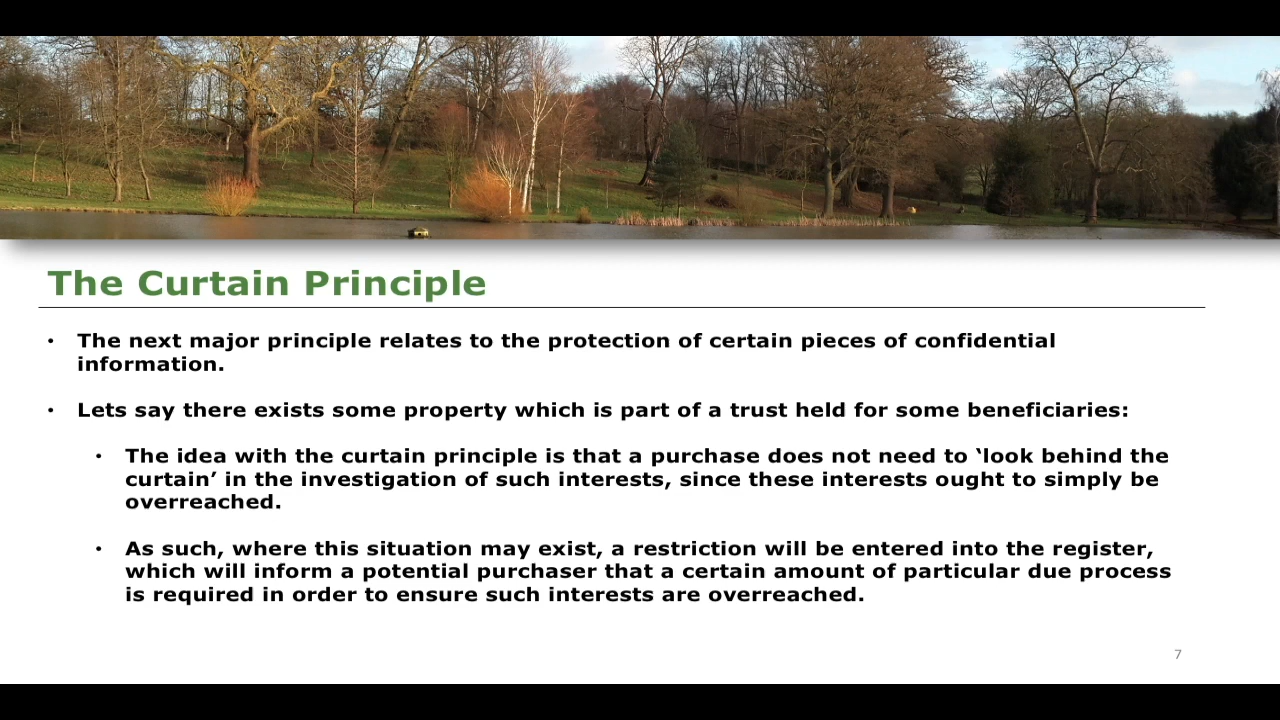 The Curtain Principle
• The next major principle relates to the protection of certain pieces of confidential
information.
• Lets say there exists some property which is part of a trust held for some beneficiaries:
• The idea with the curtain principle is that a purchase does not need to ‘look behind the
curtain’ in the investigation of such interests, since these interests ought to simply be
overreached.
• As such, where this situation may exist, a restriction will be entered into the register,
which will inform a potential purchaser that a certain amount of particular due process
is required in order to ensure such interests are overreached.
7